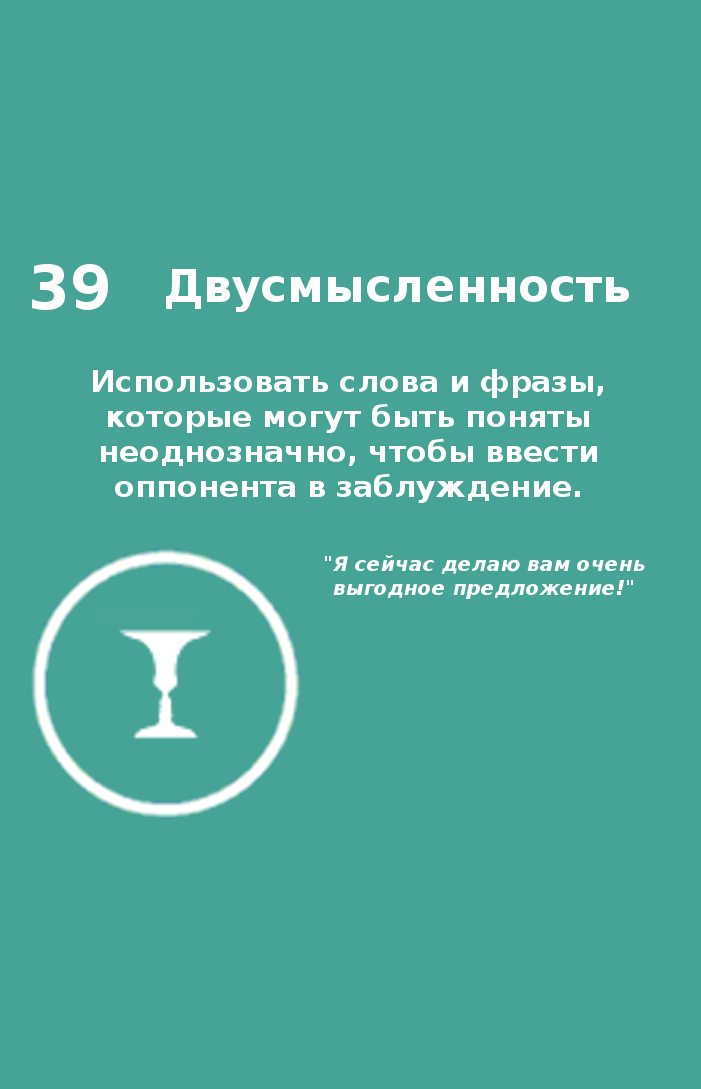 39 Двусмысленность
Использовать слова и фразы,
которые могут быть поняты
неоднозначно, чтобы ввести
оппонента в заблуждение.
"Я сейчас делаю вам очень
выгодное предложение!"